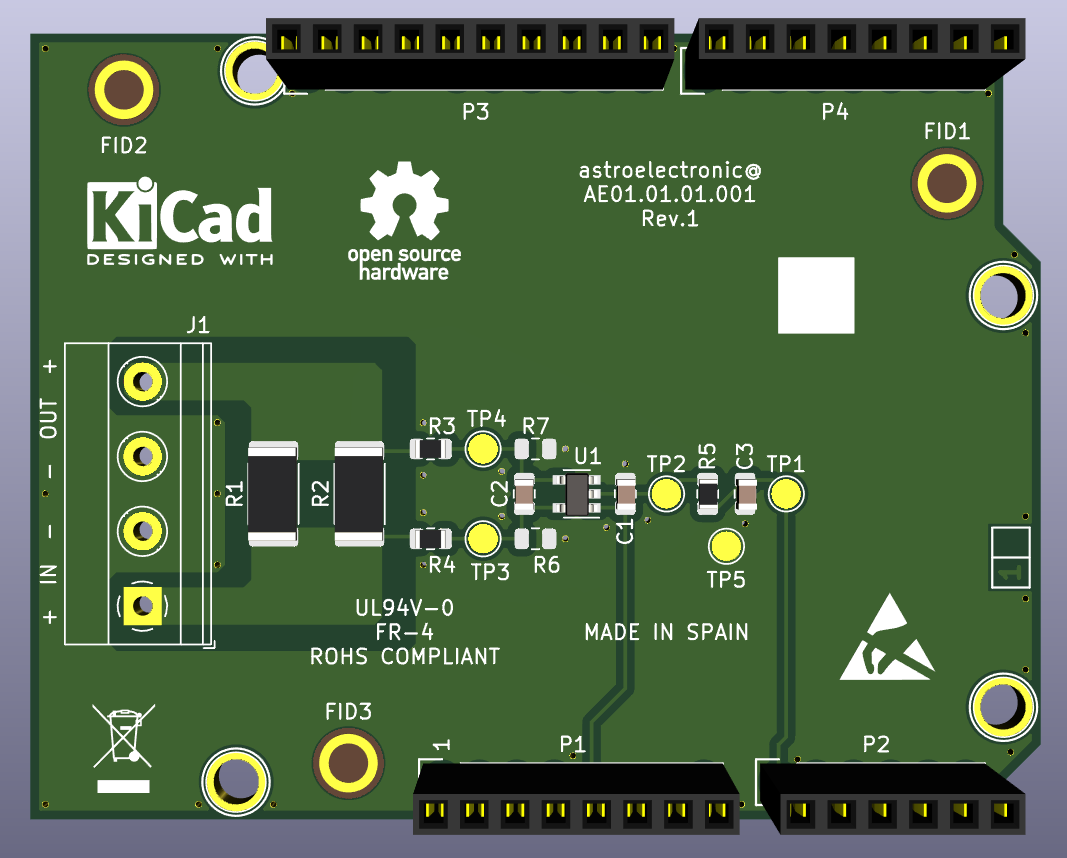 P3
P4
FID2
FID1
KiCad
DESIGNED WITH
open source
hardware
astroelectronic@
AE01.01.01.001
Rev.1
J1
+
OUT
-
-
IN
+
R1
R2
R3
TP4
R7
U1
C2
C1
TP2
R5
C3
TP1
R4
TP3
R6
TP5
1
UL94V-0
FR-4
ROHS COMPLIANT
MADE IN SPAIN
FID3
1
P1
P2